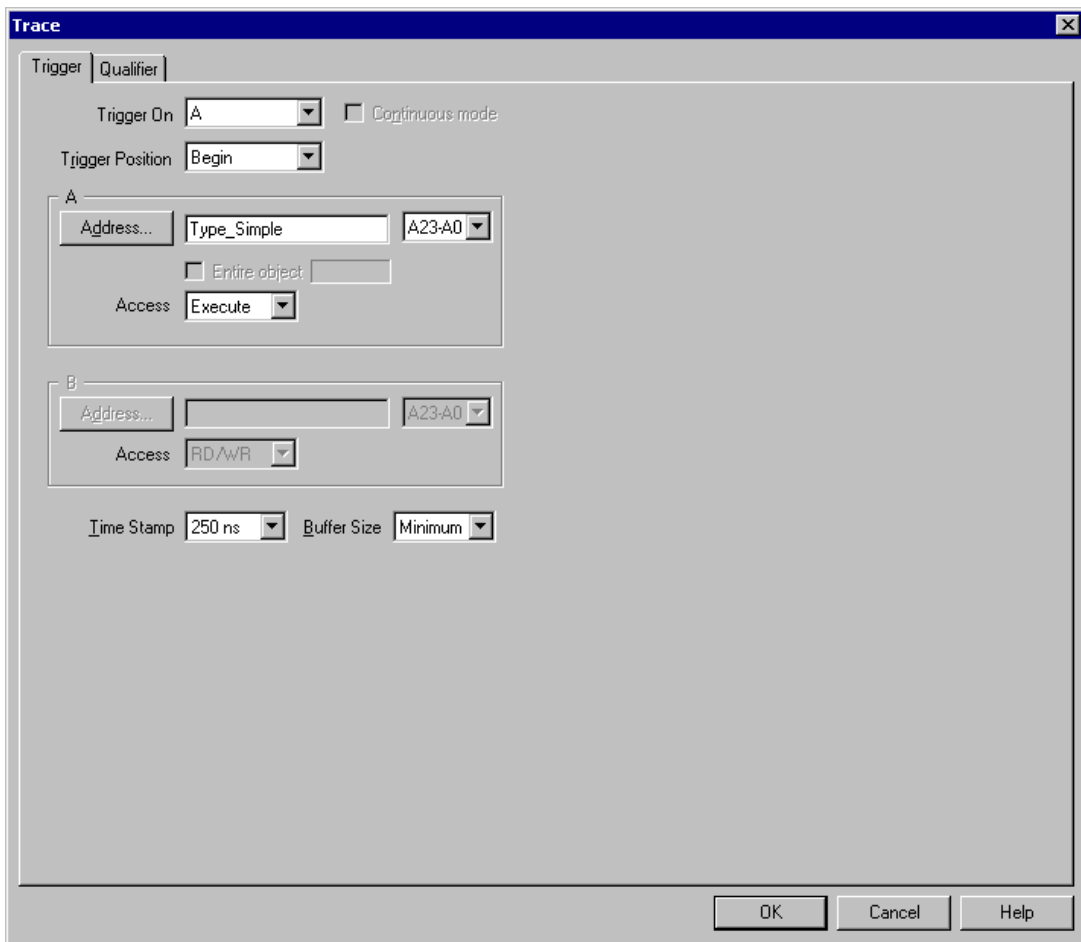 Trace
Trigger Qualifier
Trigger On A Continuous mode
Trigger Position Begin
A
Address... Type_Simple A23-A0
Entire object
Access Execute
B
Address... A23-A0
Access RD/WR
Time Stamp 250 ns Buffer Size Minimum
OK Cancel Help